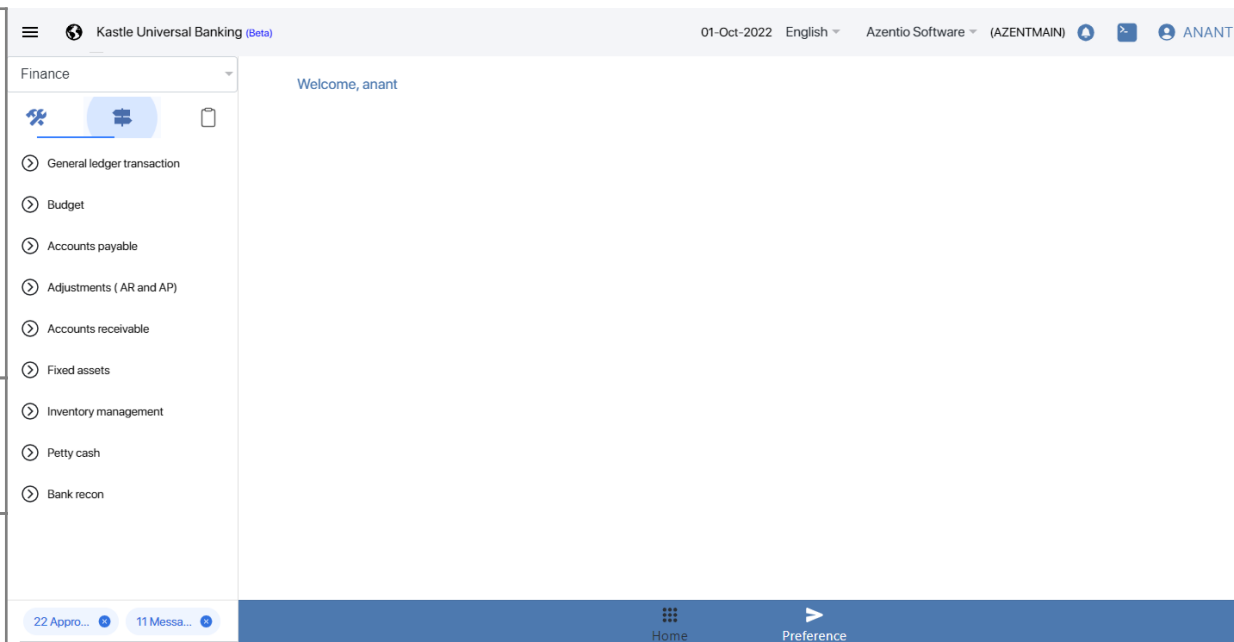 Kastle Universal Banking (Beta)
01-Oct-2022 English Azentio Software (AZENTMAIN) ANANT
Finance
Welcome, anant
General ledger transaction
Budget
Accounts payable
Adjustments ( AR and AP)
Accounts receivable
Fixed assets
Inventory management
Petty cash
Bank recon
22 Appro... 11 Messa...
Home Preference